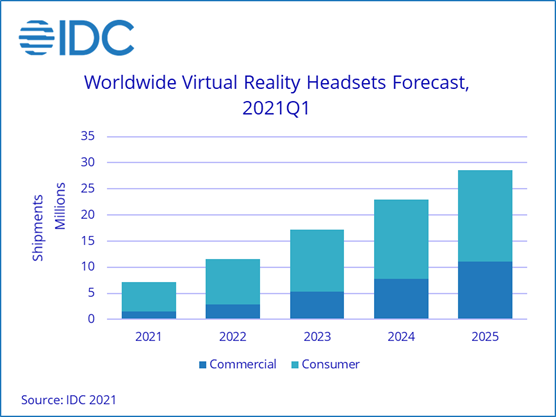 IDC
Worldwide Virtual Reality Headsets Forecast,
2021Q1
35
30
25
20
15
10
5
0
Shipments
Millions
2021
2022
2023
2024
2025
Commercial
Consumer
Source: IDC 2021